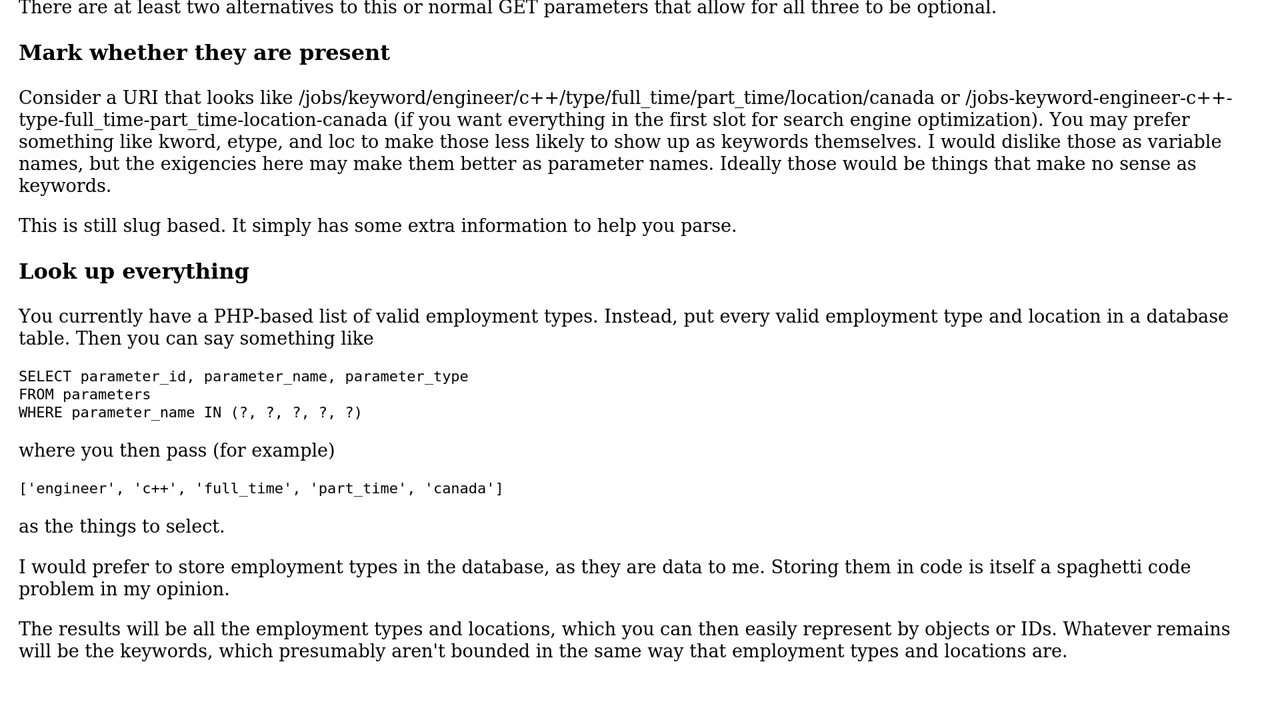 There are at least two alternatives to this or normal GET parameters that allow for all three to be optional.
Mark whether they are present
Consider a URI that looks like /jobs/keyword/engineer/c++/type/full_time/part_time/location/canada or /jobs-keyword-engineer-c++-
type-full_time-part_time-location-canada (if you want everything in the first slot for search engine optimization). You may prefer
something like kword, etype, and loc to make those less likely to show up as keywords themselves. I would dislike those as variable
names, but the exigencies here may make them better as parameter names. Ideally those would be things that make no sense as
keywords.
This is still slug based. It simply has some extra information to help you parse.
Look up everything
You currently have a PHP-based list of valid employment types. Instead, put every valid employment type and location in a database
table. Then you can say something like
SELECT parameter_id, parameter_name, parameter_type
FROM parameters
WHERE parameter_name IN (?, ?, ?, ?, ?)
where you then pass (for example)
['engineer', 'c++', 'full_time', 'part_time', 'canada']
as the things to select.
I would prefer to store employment types in the database, as they are data to me. Storing them in code is itself a spaghetti code
problem in my opinion.
The results will be all the employment types and locations, which you can then easily represent by objects or IDs. Whatever remains
will be the keywords, which presumably aren't bounded in the same way that employment types and locations are.